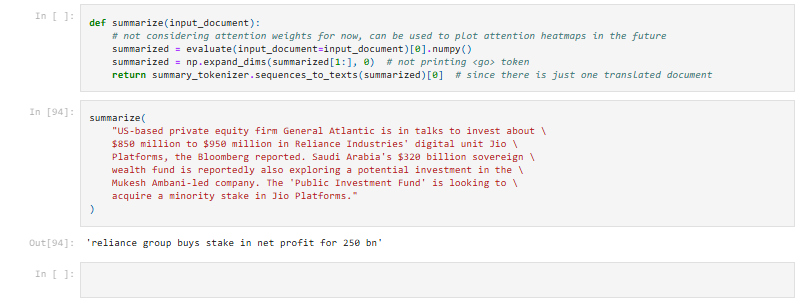 In [ ]:
def summarize(input_document):
    # not considering attention weights for now, can be used to plot attention heatmaps in the future
    summarized = evaluate(input_document=input_document)[0].numpy()
    summarized = np.expand_dims(summarized[1:], 0)  # not printing <go> token
    return summary_tokenizer.sequences_to_texts(summarized)[0]  # since there is just one translated document
In [94]:
summarize(
    "US-based private equity firm General Atlantic is in talks to invest about \
    $850 million to $950 million in Reliance Industries' digital unit Jio \
    Platforms, the Bloomberg reported. Saudi Arabia's $320 billion sovereign \
    wealth fund is reportedly also exploring a potential investment in the \
    Mukesh Ambani-led company. The 'Public Investment Fund' is looking to \
    acquire a minority stake in Jio Platforms."
)
Out[94]: 'reliance group buys stake in net profit for 250 bn'
In [ ]: